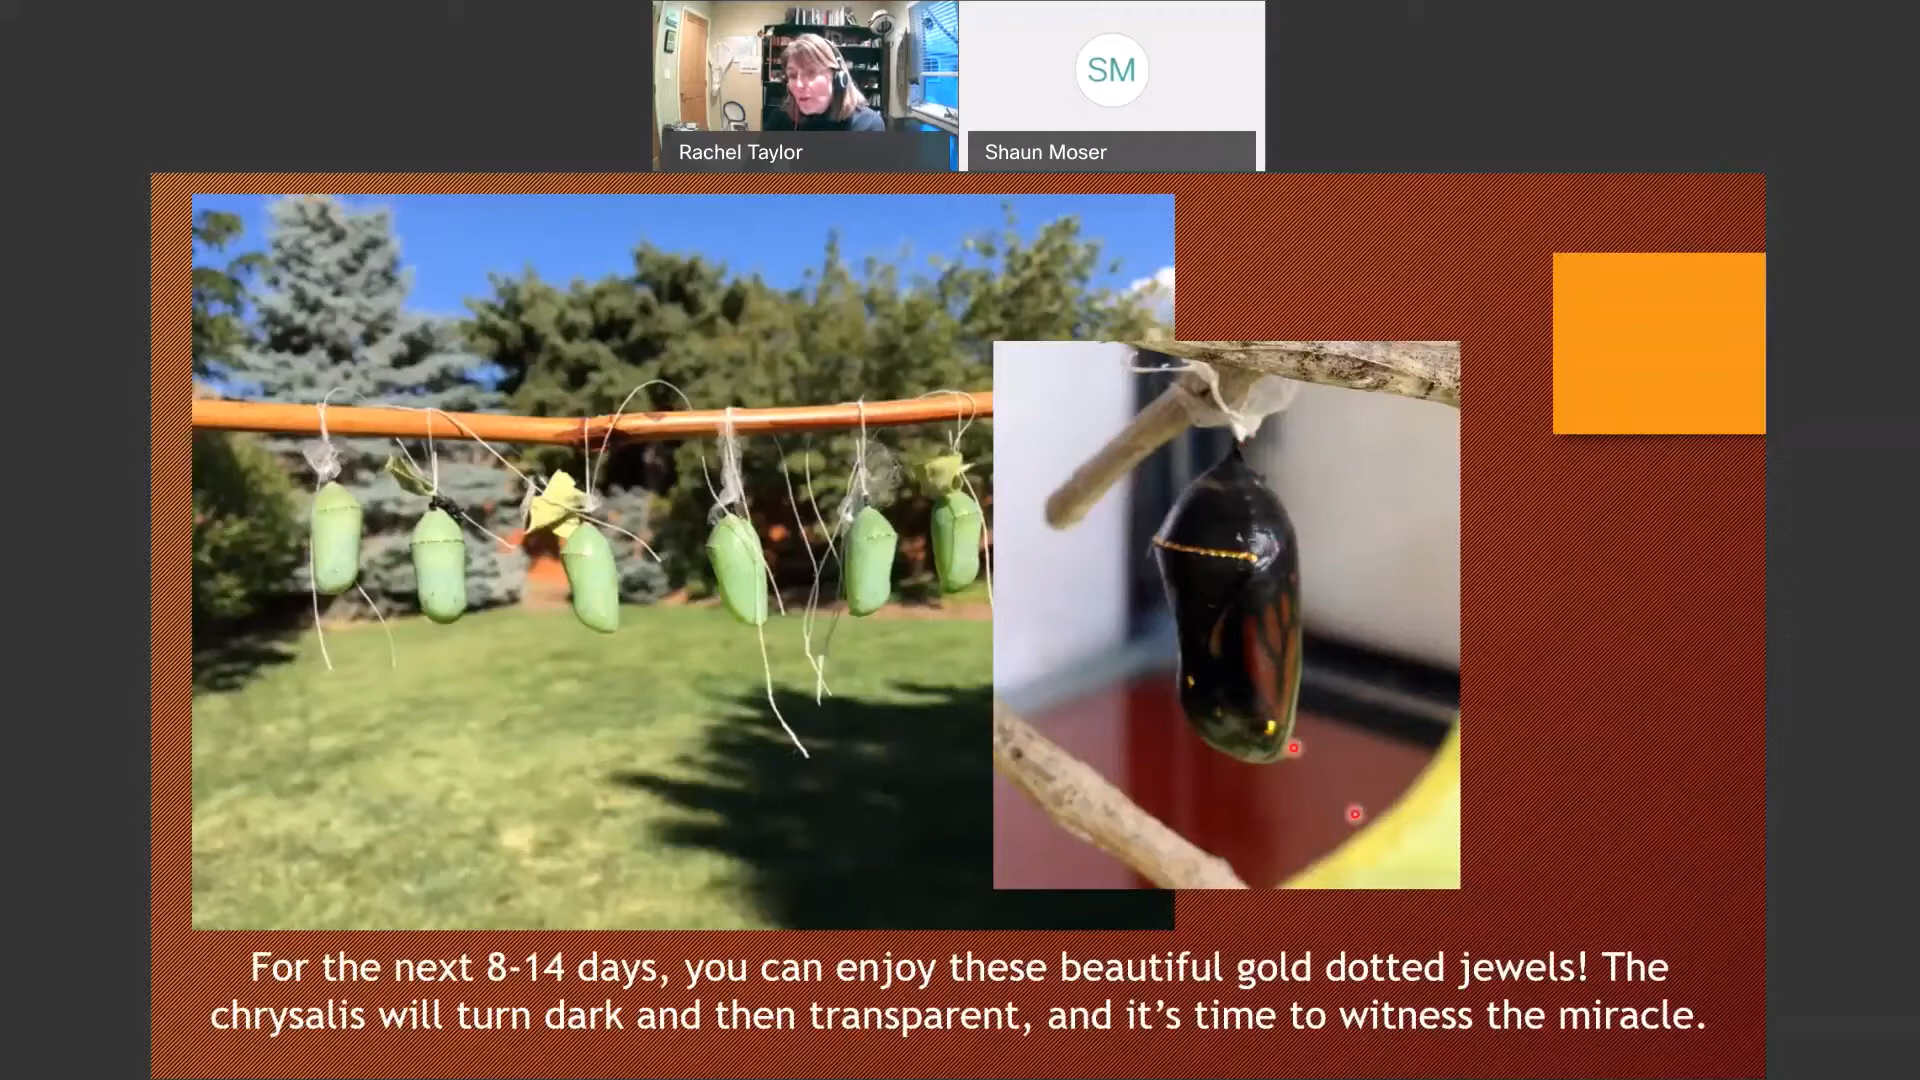 SM
Rachel Taylor
Shaun Moser
For the next 8-14 days, you can enjoy these beautiful gold dotted jewels! The
chrysalis will turn dark and then transparent, and it’s time to witness the miracle.